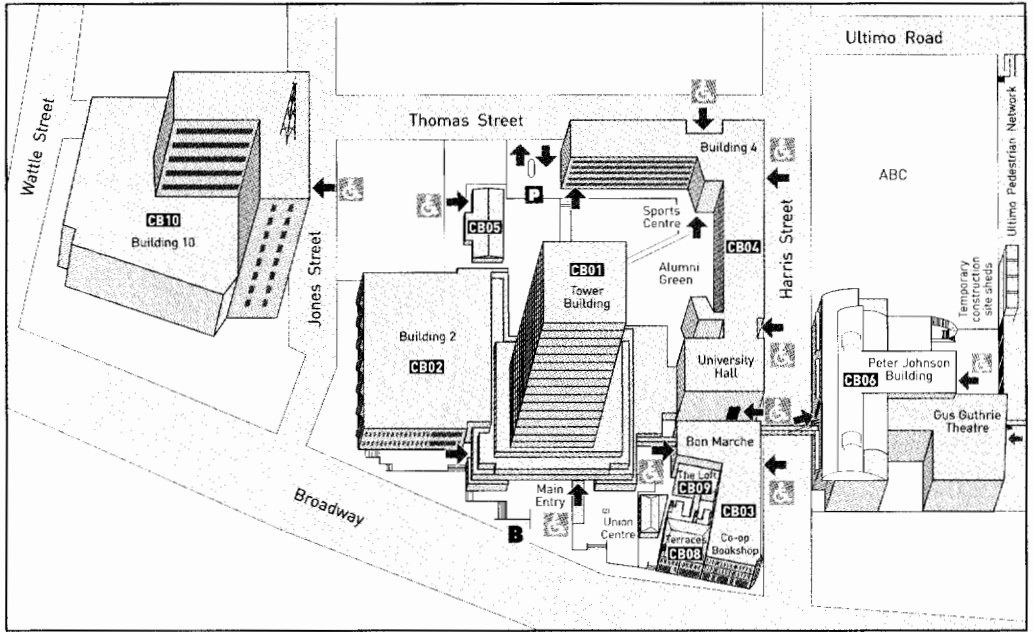 Ultimo Road
Wattle Street
Thomas Street
Building 4
Ultimo Pedestrian Network
ABC
P
CB10
Building 10
CB05
Sports
Centre
CB04
Harris Street
Jones Street
CB01
Tower
Building
Alumni
Green
Temporary
construction
site sheds
Building 2
CB02
University
Hall
Peter Johnson
Building
CB06
Gus Guthrie
Theatre
Bon Marche
The Loft
CB09
Main
Entry
B
Union
Centre
CB03
Terraces
CB08
Co-op
Bookshop
Broadway